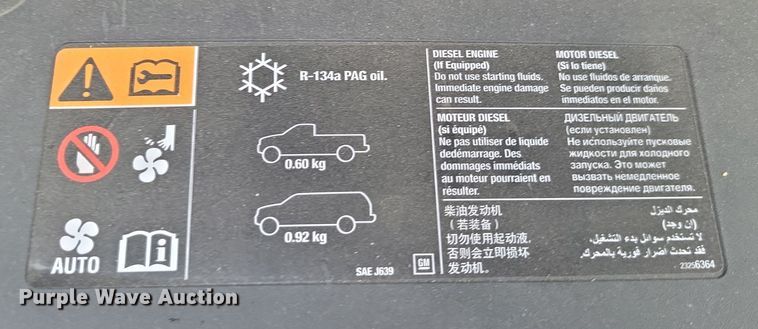 R-134a PAG oil.
0.60 kg
0.92 kg
AUTO
SAE J639
GM
DIESEL ENGINE
(If Equipped)
Do not use starting fluids.
Immediate engine damage
can result.
MOTOR DIESEL
(Si lo tiene)
No use fluidos de arranque.
Se pueden producir daños
inmediatos en el motor.
MOTEUR DIESEL
(si équipé)
Ne pas utiliser de liquide
dedémarrage. Des
dommages immédiats
au moteur pourraient en
résulter.
ДИЗЕЛЬНЫЙ ДВИГАТЕЛЬ
(если установлен)
Не используйте пусковые
жидкости для холодного
запуска. Это может
вызвать немедленное
повреждение двигателя.
柴油发动机
（若装备）
切勿使用起动液，
否则会立即损坏
发动机。
محرك الديزل
(إن وجد)
لا تستخدم سوائل بدء التشغيل،
فقد تحدث أضرار فورية بالمحرك.
23256364
Purple Wave Auction